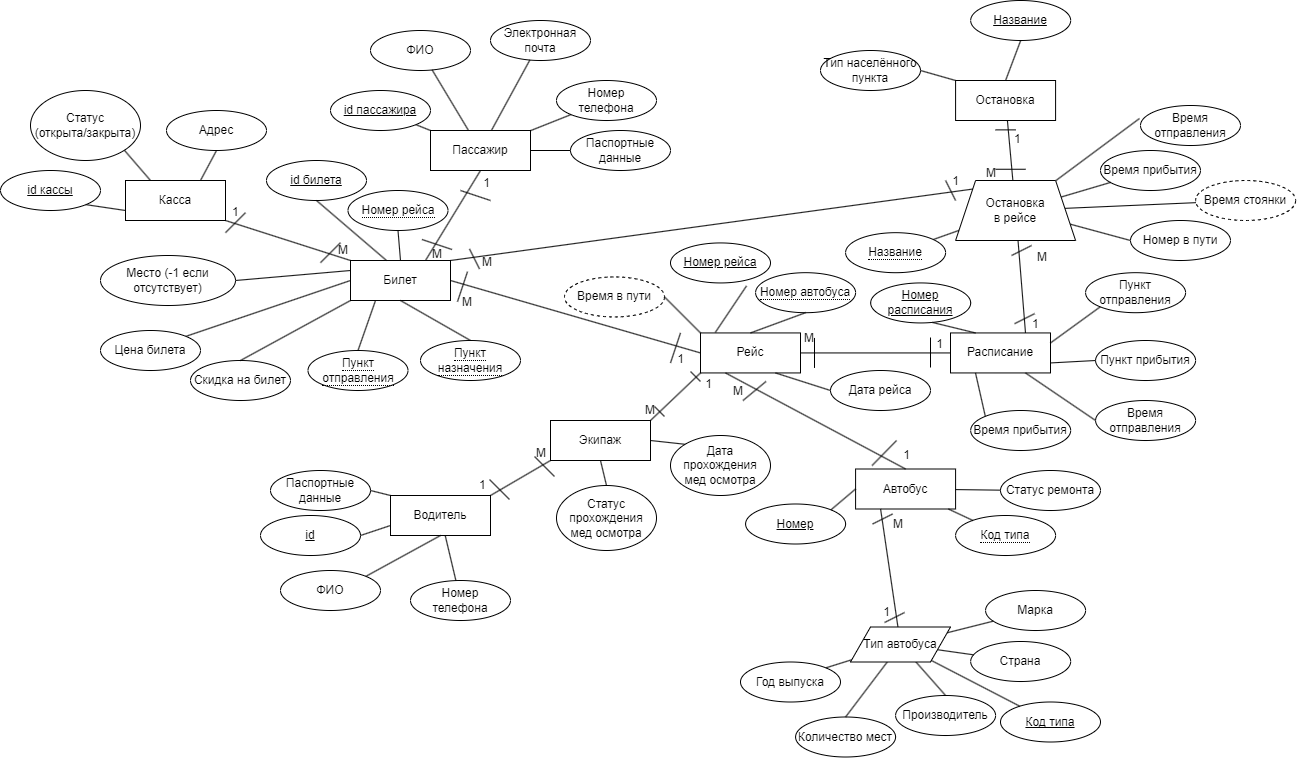 Название
Электронная
почта
ФИО
Тип населённого
пункта
Номер
телефона
Остановка
id пассажира
Статус
(открыта/закрыта)
Адрес
Время
отправления
1
Пассажир
Паспортные
данные
Время прибытия
М
id билета
1
1
id кассы
Касса
Время стоянки
Остановка
в рейсе
Номер рейса
1
Номер в пути
М
М
Название
М
М
Номер рейса
Место (-1 если
отсутствует)
Билет
Пункт
отправления
Время в пути
Номер автобуса
Номер
расписания
М
1
М
1
Цена билета
Рейс
Расписание
1
Пункт прибытия
Пункт
отправления
Пункт
назначения
Скидка на билет
1
М
Дата рейса
М
Время
отправления
Время прибытия
Экипаж
М
1
Дата
прохождения
мед осмотра
Паспортные
данные
1
Автобус
Статус ремонта
Водитель
Статус
прохождения
мед осмотра
Номер
М
id
Код типа
ФИО
Номер
телефона
1
Марка
Тип автобуса
Страна
Год выпуска
Производитель
Код типа
Количество мест